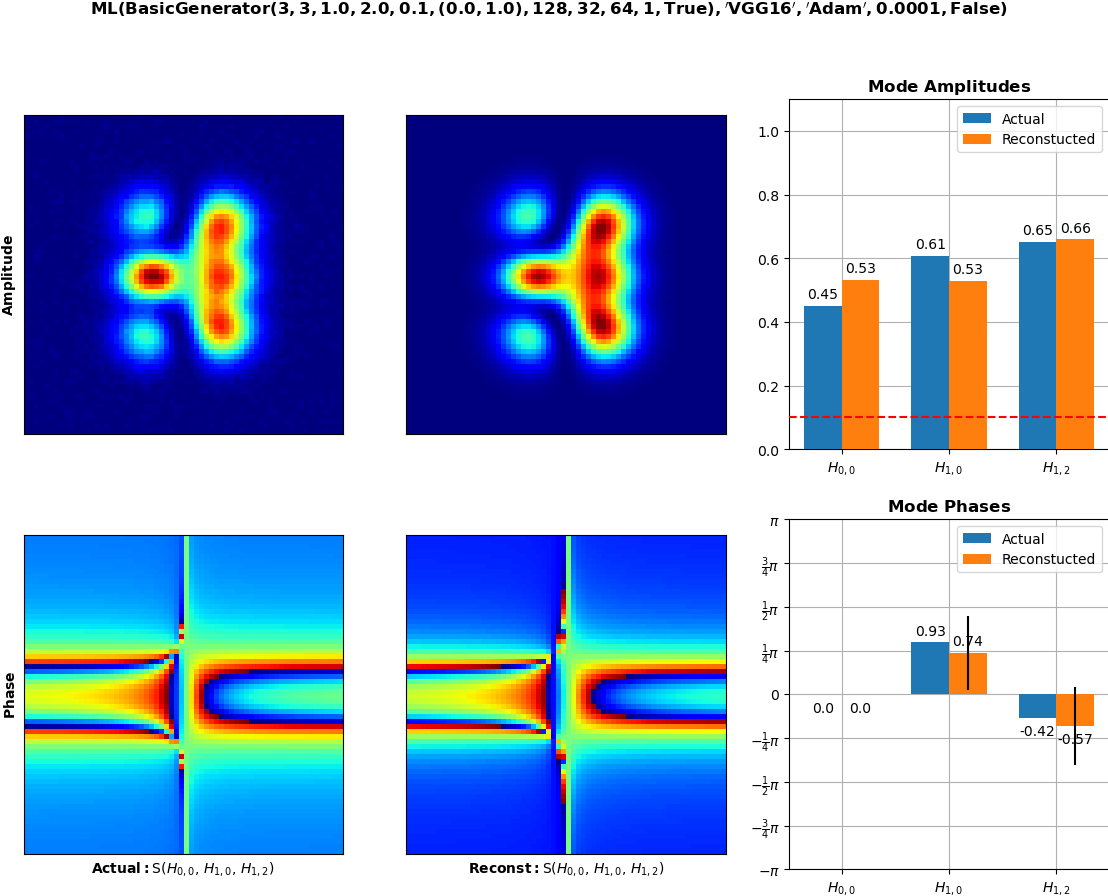 ML(BasicGenerator(3, 3, 1.0, 2.0, 0.1, (0.0, 1.0), 128, 32, 64, 1, True), ′VGG16′, ′Adam′, 0.0001, False)
Amplitude
Mode Amplitudes
Actual
Reconstucted
1.0
0.8
0.6
0.4
0.2
0.0
0.45
0.53
0.61
0.53
0.65
0.66
H0,0
H1,0
H1,2
Phase
Actual: S(H0,0, H1,0, H1,2)
Reconst: S(H0,0, H1,0, H1,2)
Mode Phases
Actual
Reconstucted
π
3/4π
1/2π
1/4π
0
−1/4π
−1/2π
−3/4π
−π
0.0
0.0
0.93
0.74
-0.42
-0.57
H0,0
H1,0
H1,2